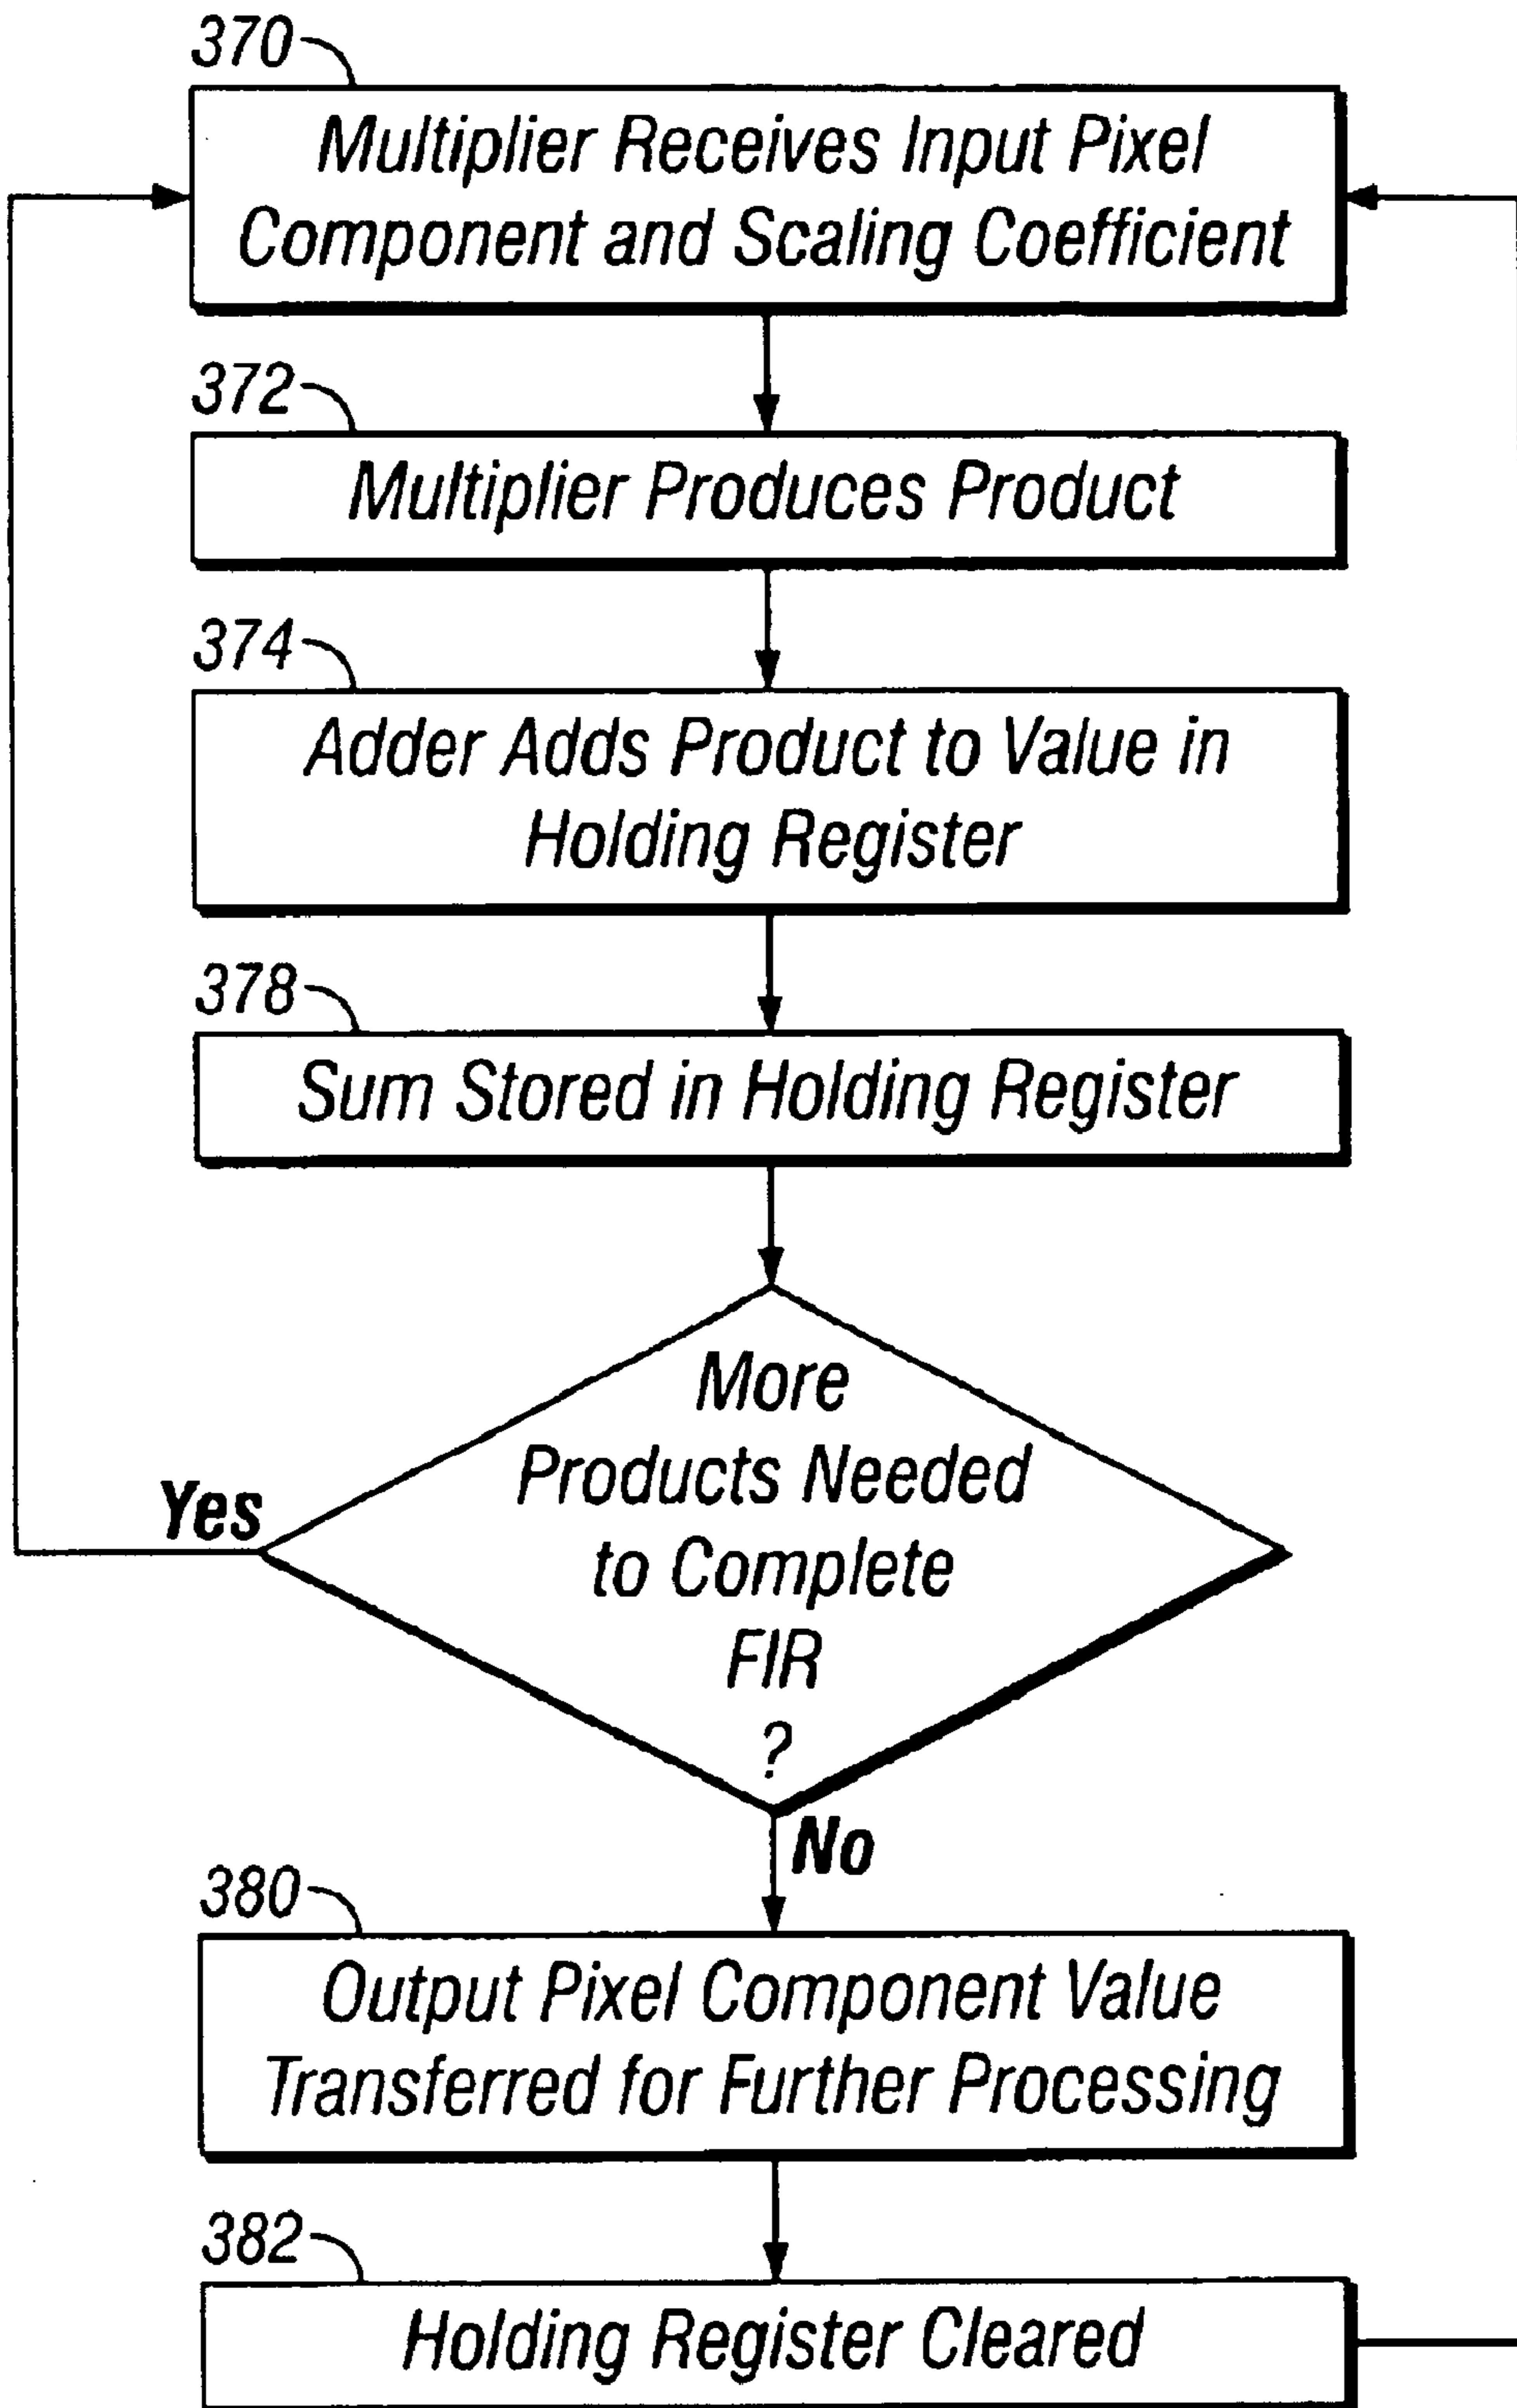 370
Multiplier Receives Input Pixel
Component and Scaling Coefficient
372
Multiplier Produces Product
374
Adder Adds Product to Value in
Holding Register
378
Sum Stored in Holding Register
More
Products Needed
to Complete
FIR
?
Yes
No
380
Output Pixel Component Value
Transferred for Further Processing
382
Holding Register Cleared